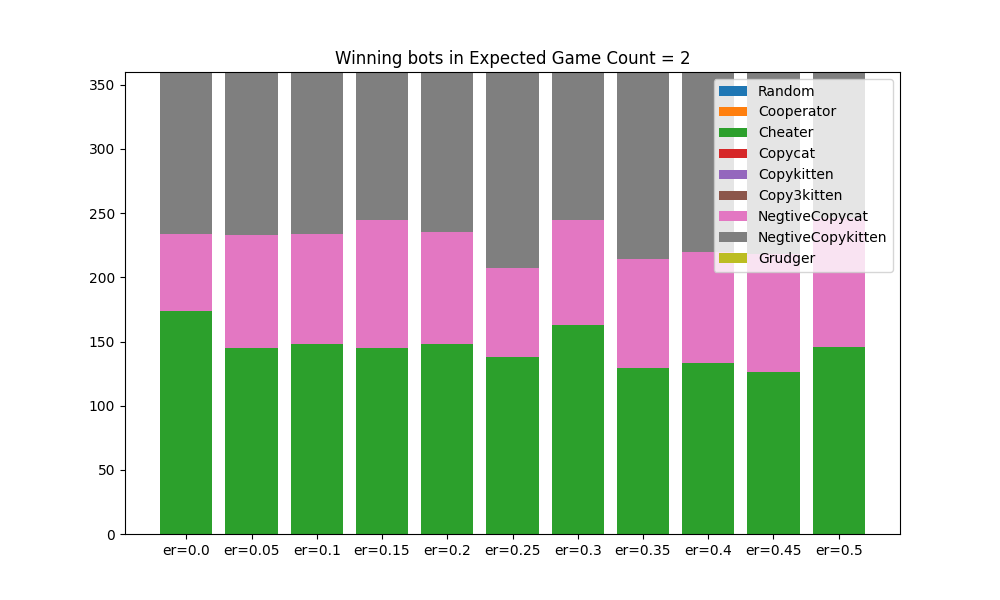 Winning bots in Expected Game Count = 2
350
300
250
200
150
100
50
0
Random
Cooperator
Cheater
Copycat
Copykitten
Copy3kitten
NegtiveCopycat
NegtiveCopykitten
Grudger
er=0.0 er=0.05 er=0.1 er=0.15 er=0.2 er=0.25 er=0.3 er=0.35 er=0.4 er=0.45 er=0.5